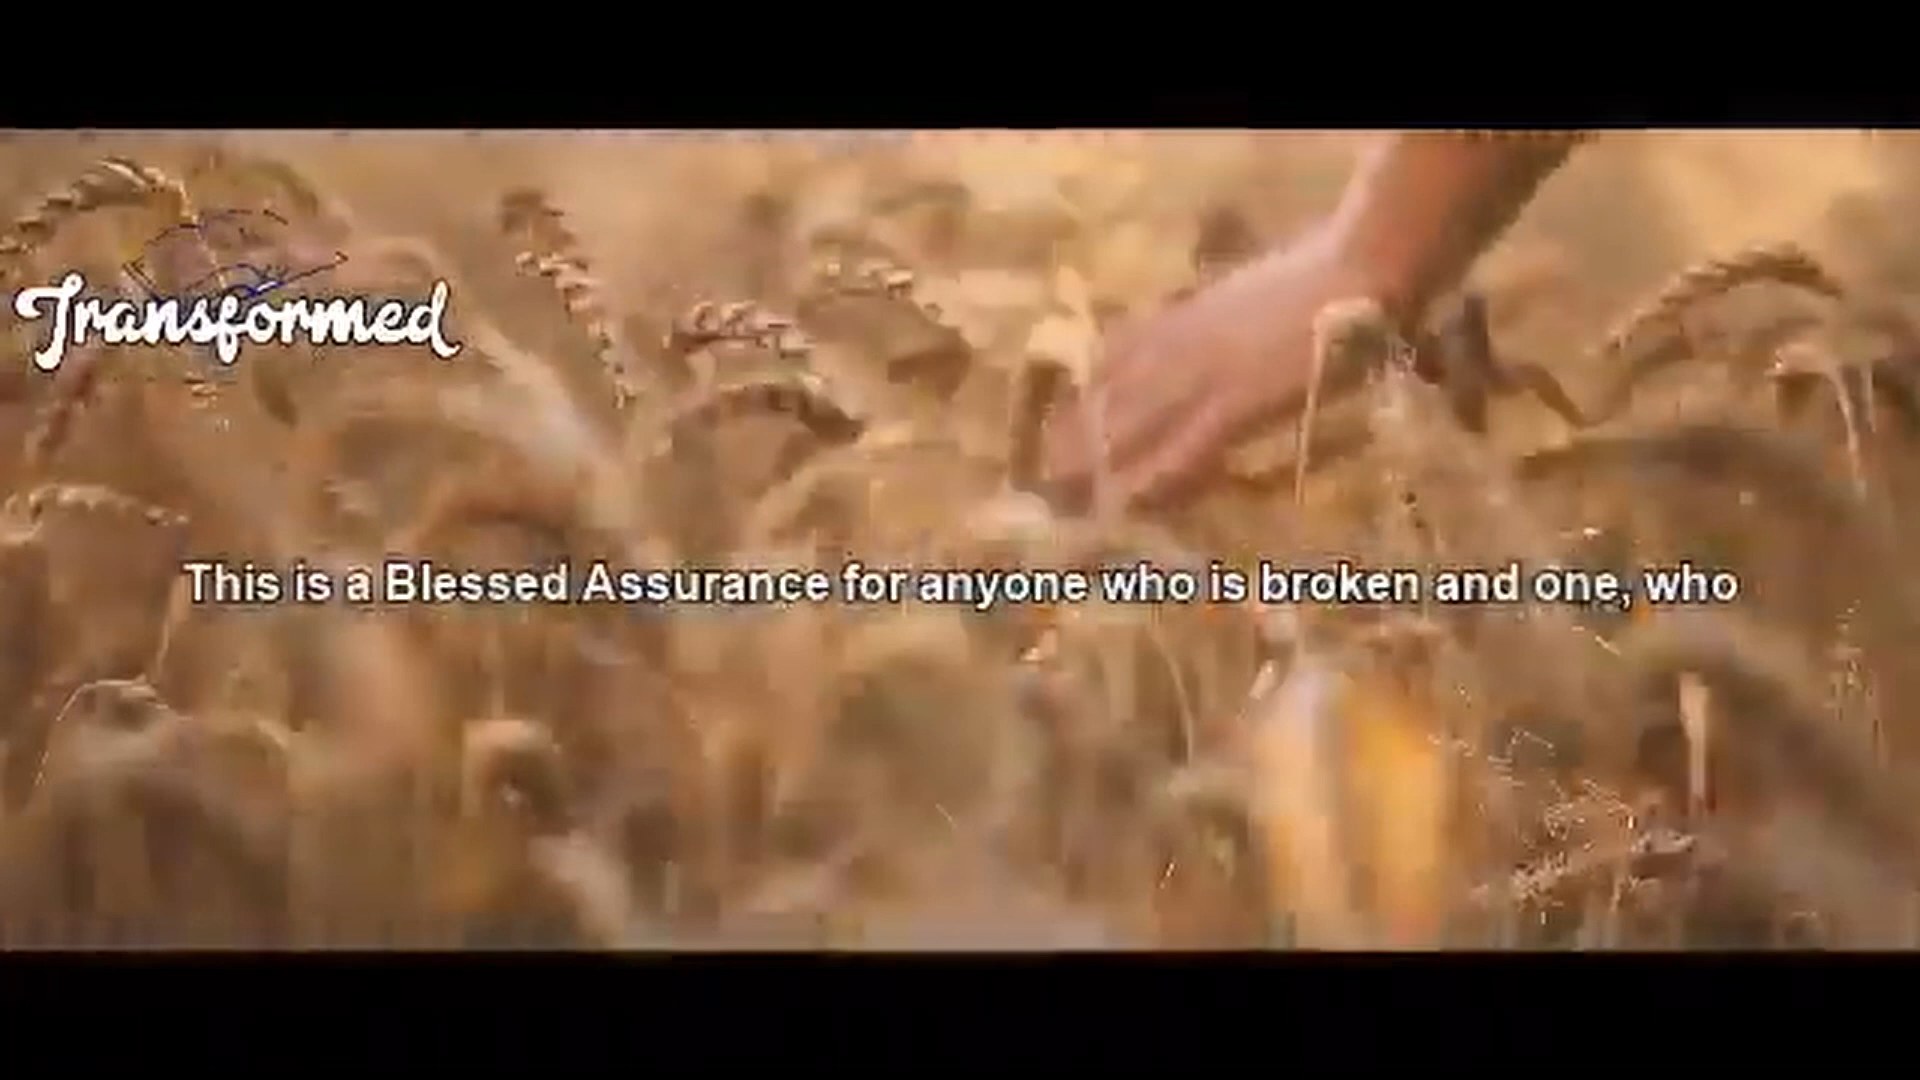 Transformed
This is a Blessed Assurance for anyone who is broken and one, who